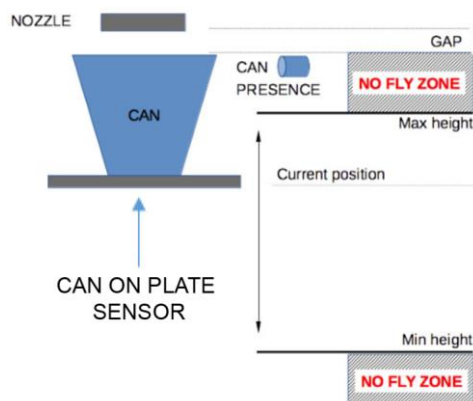 NOZZLE
GAP
CAN
PRESENCE
NO FLY ZONE
CAN
Max height
Current position
CAN ON PLATE
SENSOR
Min height
NO FLY ZONE